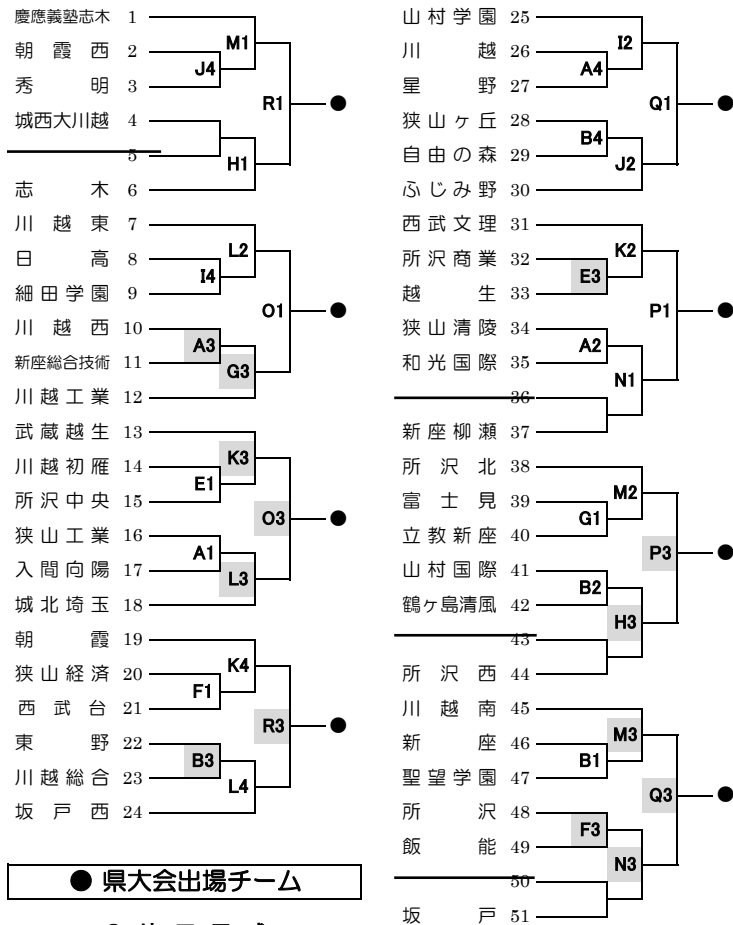 慶應義塾志木 1
M1
朝霞西 2
J4
秀明 3
R1
城西大川越 4
5
H1
志木 6
川越東 7
L2
日高 8
I4
細田学園 9
O1
川越西 10
A3
新座総合技術 11
G3
川越工業 12
武蔵越生 13
K3
川越初雁 14
E1
所沢中央 15
O3
狭山工業 16
A1
入間向陽 17
L3
城北埼玉 18
朝霞 19
K4
狭山経済 20
F1
西武台 21
R3
東野 22
B3
川越総合 23
L4
坂戸西 24
● 県大会出場チーム
山村学園 25
I2
川越 26
A4
星野 27
Q1
狭山ヶ丘 28
B4
自由の森 29
J2
ふじみ野 30
西武文理 31
K2
所沢商業 32
E3
越生 33
P1
狭山清陵 34
A2
和光国際 35
N1
36
新座柳瀬 37
所沢北 38
M2
富士見 39
G1
立教新座 40
P3
山村国際 41
B2
鶴ヶ島清風 42
H3
43
所沢西 44
川越南 45
M3
新座 46
B1
聖望学園 47
Q3
所沢 48
F3
飯能 49
N3
50
坂戸 51